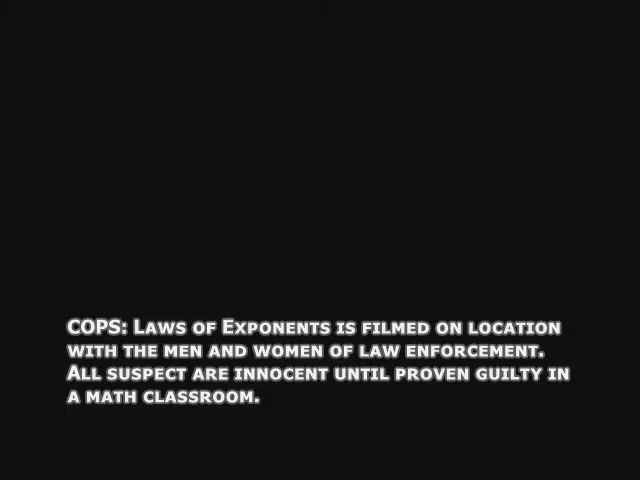 COPS: Laws of Exponents is filmed on location
with the men and women of law enforcement.
All suspect are innocent until proven guilty in
a math classroom.